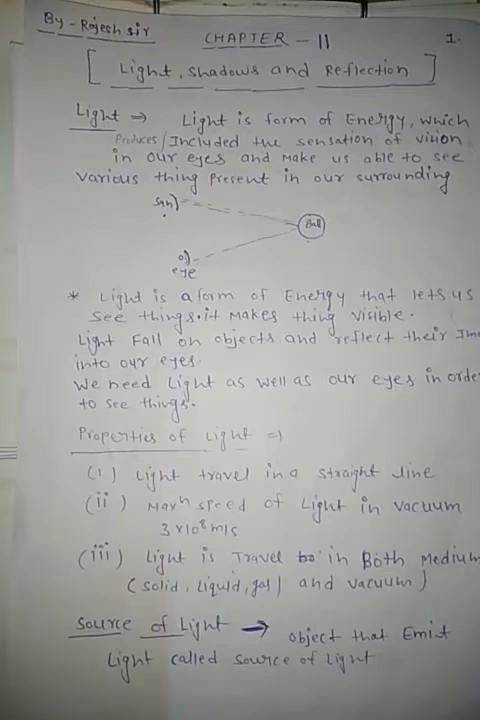 By - Rajesh sir
CHAPTER - 11
1.
[ Light, Shadows and Reflection ]
Light → Light is form of Energy, which
Produces/Included the sensation of vision
in our eyes and make us able to see
various thing present in our surrounding
sun
Ball
eye
* Light is a form of Energy that lets us
see things. it makes thing visible.
Light Fall on objects and reflect their Im
into our eyes.
We need Light as well as our eyes in orde
to see things.
Properties of Light ⇒
(i) Light travel in a straight line
(ii) Maxm speed of Light in vacuum
3 x 10⁸ m/s
(iii) Light is Travel in Both Medium
(solid, liquid, gas) and vacuum)
Source of Light → object that Emit
Light called source of Light